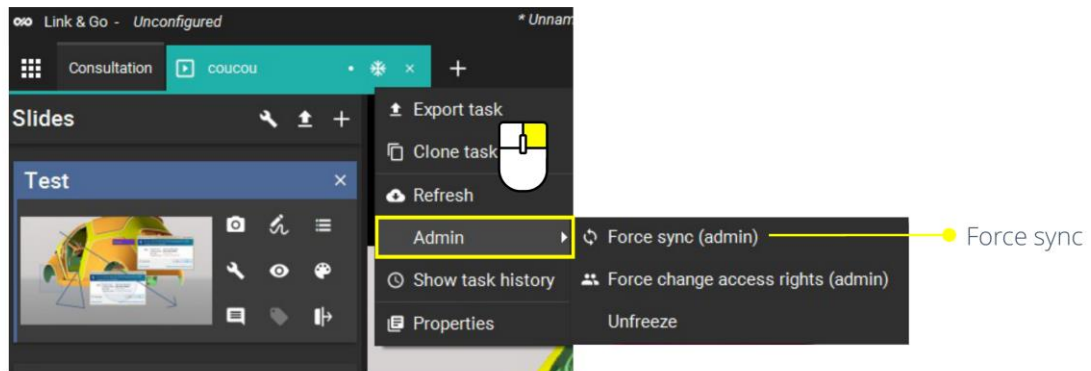 Link & Go - Unconfigured * Unnam
Consultation coucou
Slides
Export task
Clone task
Test
Refresh
Admin
Force sync (admin)
Force sync
Show task history
Force change access rights (admin)
Properties
Unfreeze